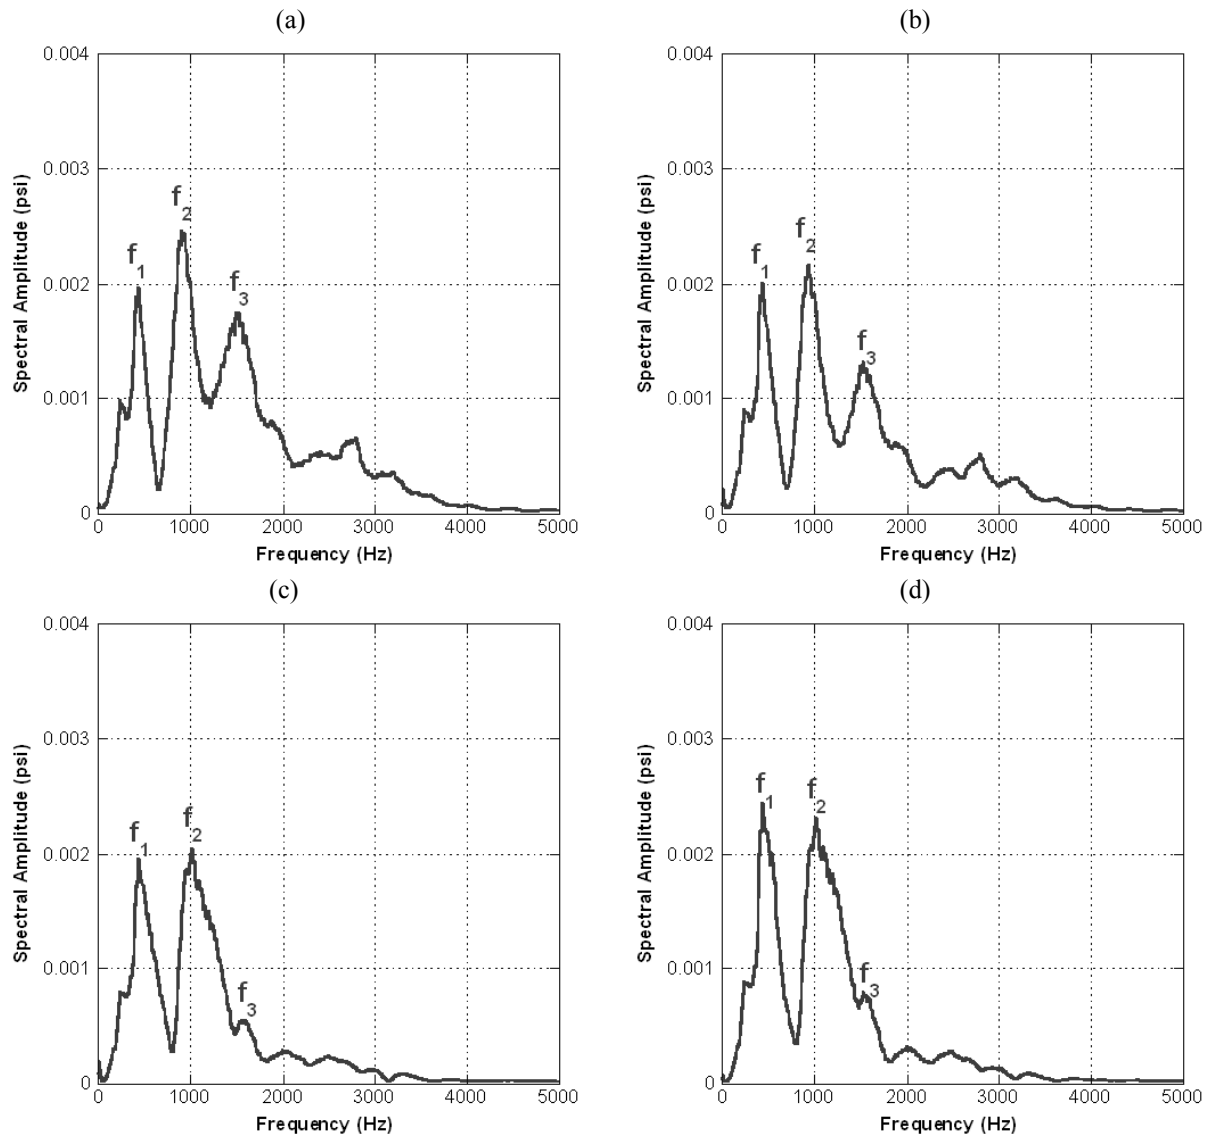 (a)
0.004
0.003
0.002
0.001
0
Spectral Amplitude (psi)
f1
f2
f3
0 1000 2000 3000 4000 5000
Frequency (Hz)
(b)
0.004
0.003
0.002
0.001
0
Spectral Amplitude (psi)
f1
f2
f3
0 1000 2000 3000 4000 5000
Frequency (Hz)
(c)
0.004
0.003
0.002
0.001
0
Spectral Amplitude (psi)
f1
f2
f3
0 1000 2000 3000 4000 5000
Frequency (Hz)
(d)
0.004
0.003
0.002
0.001
0
Spectral Amplitude (psi)
f1
f2
f3
0 1000 2000 3000 4000 5000
Frequency (Hz)